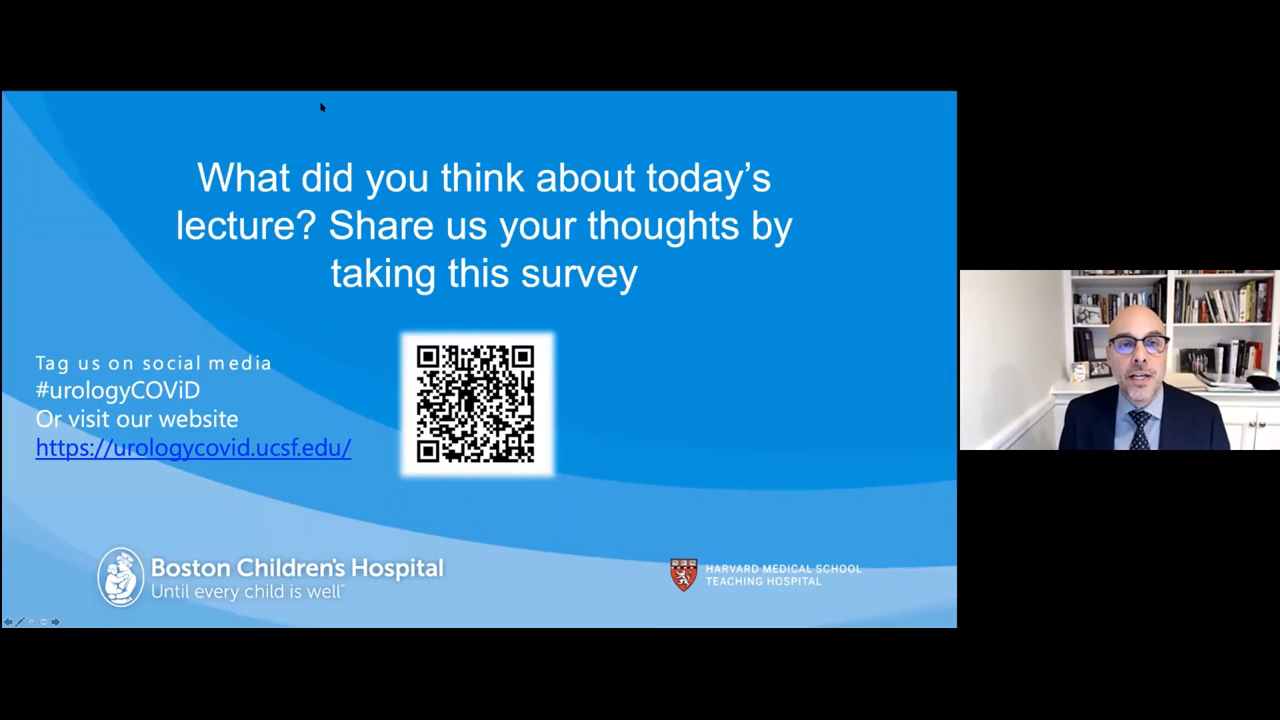 What did you think about today’s
lecture? Share us your thoughts by
taking this survey
Tag us on social media
#urologyCOViD
Or visit our website
https://urologycovid.ucsf.edu/
Boston Children's Hospital
Until every child is well™
HARVARD MEDICAL SCHOOL
TEACHING HOSPITAL